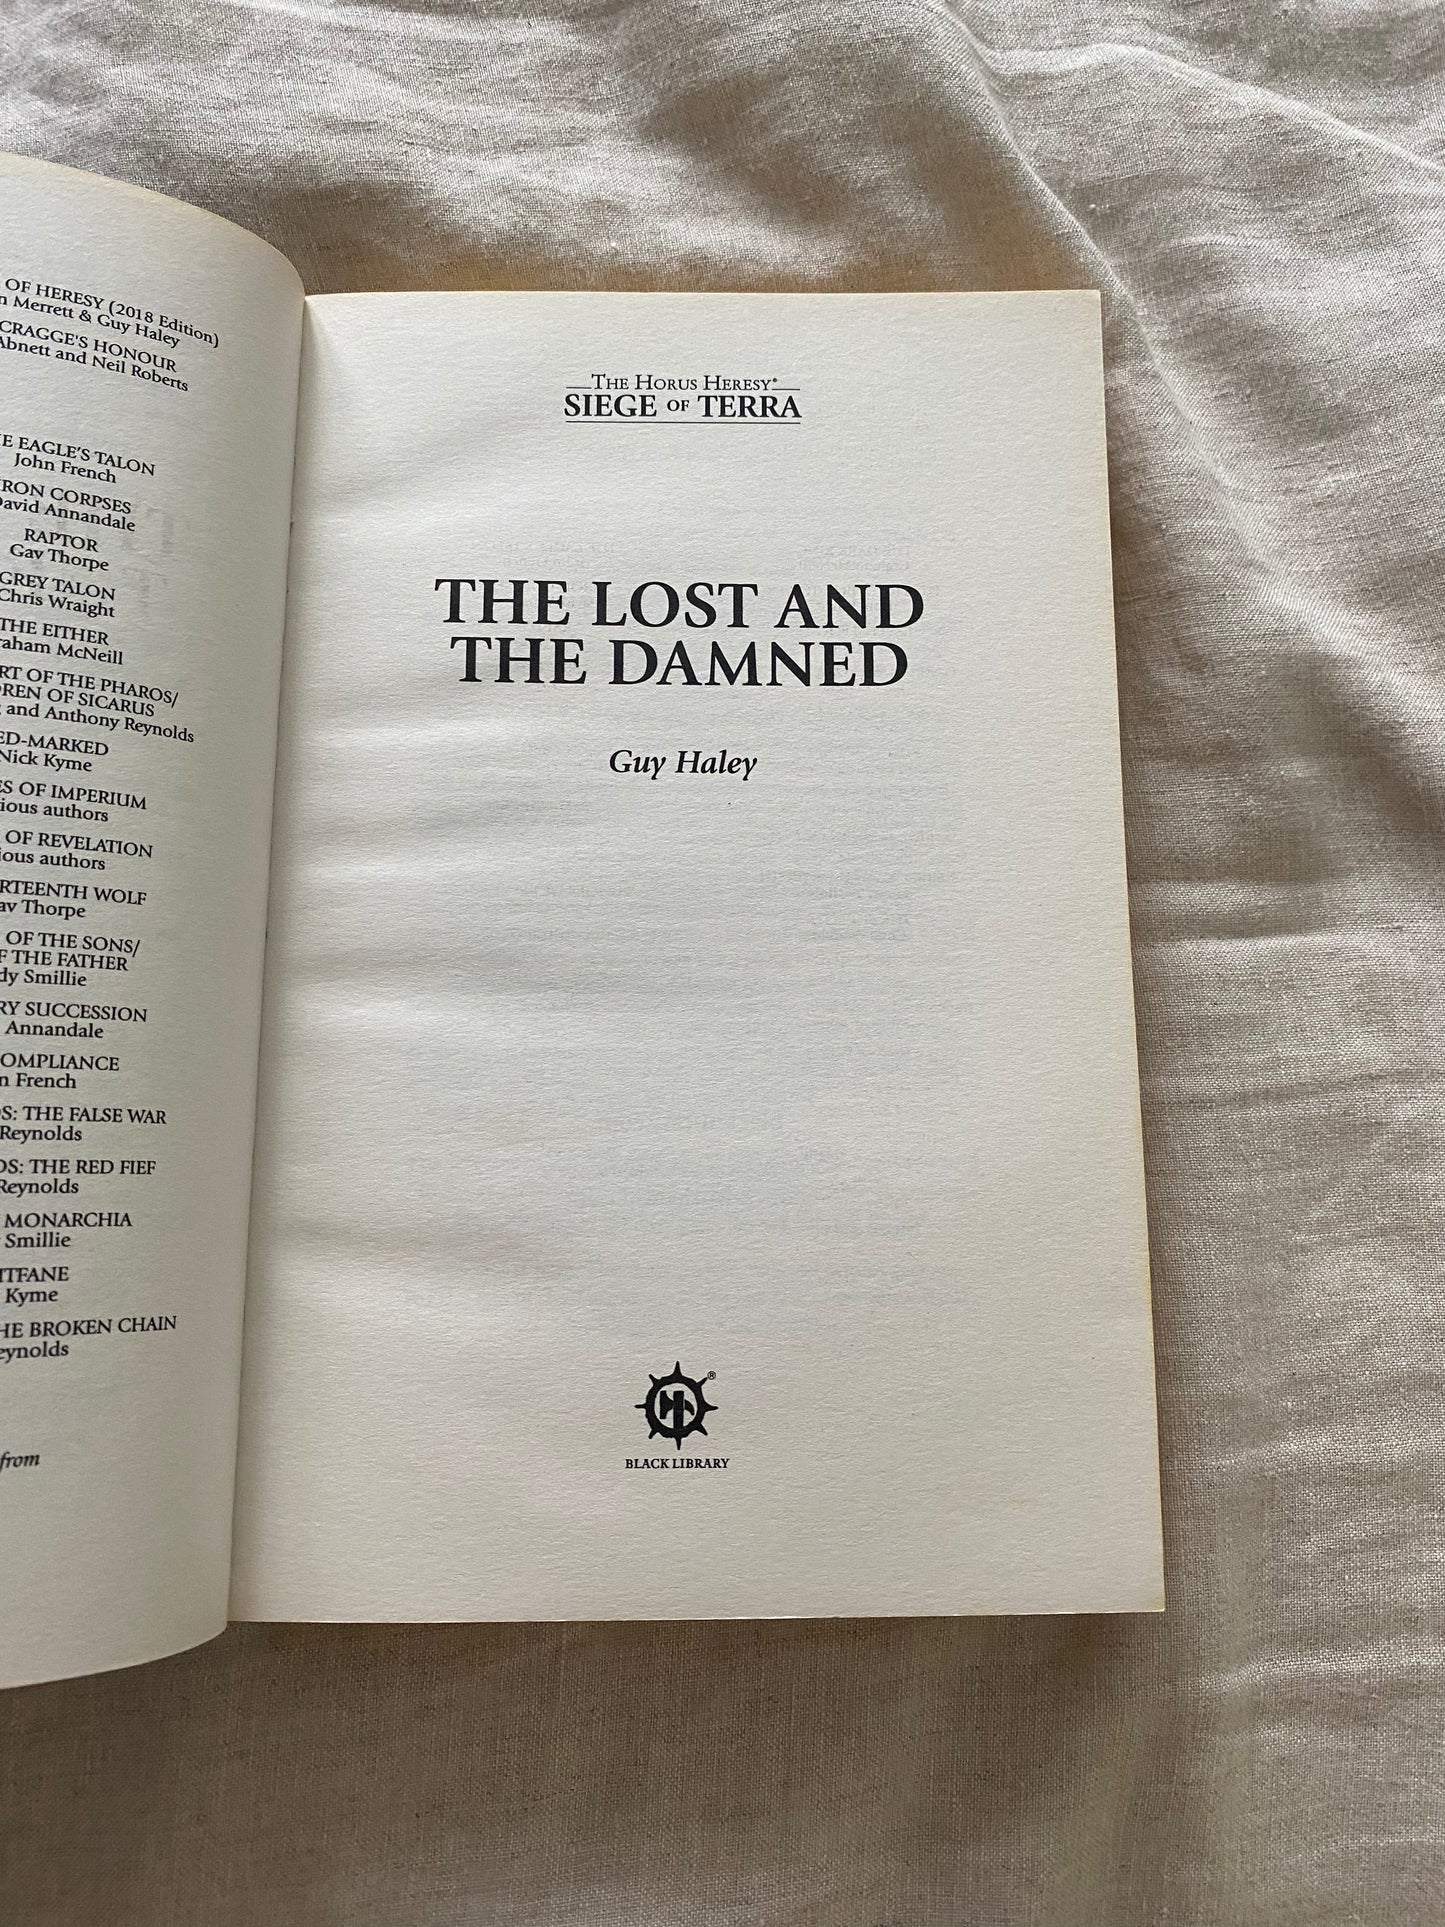 OF HERESY (2018 Edition)
Merrett & Guy Haley
CRAGGE'S HONOUR
Abnett and Neil Roberts
EAGLE'S TALON
John French
IRON CORPSES
David Annandale
RAPTOR
Gav Thorpe
GREY TALON
Chris Wraight
THE EITHER
raham McNeill
RT OF THE PHAROS/
REN OF SICARUS
and Anthony Reynolds
ED-MARKED
Nick Kyme
S OF IMPERIUM
ious authors
OF REVELATION
ious authors
RTEENTH WOLF
av Thorpe
OF THE SONS/
F THE FATHER
dy Smillie
RY SUCCESSION
Annandale
OMPLIANCE
n French
S: THE FALSE WAR
Reynolds
OS: THE RED FIEF
Reynolds
MONARCHIA
Smillie
ITFANE
Kyme
HE BROKEN CHAIN
eynolds
from
THE HORUS HERESY®
SIEGE OF TERRA
THE LOST AND
THE DAMNED
Guy Haley
®
BLACK LIBRARY